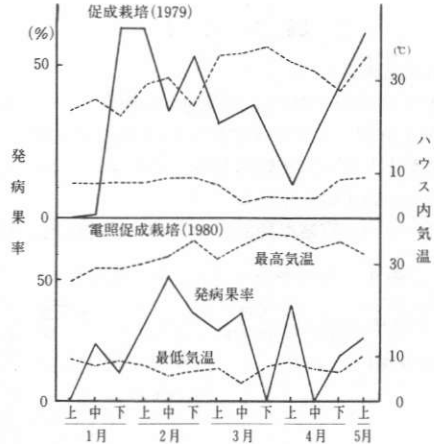 促成栽培(1979)
(%)
50
0
(℃)
30
10
0
発病果率
ハウス内気温
電照促成栽培(1980)
最高気温
発病果率
最低気温
50
0
30
10
0
上 中 下 上 中 下 上 中 下 上 中 下 上
1月 2月 3月 4月 5月